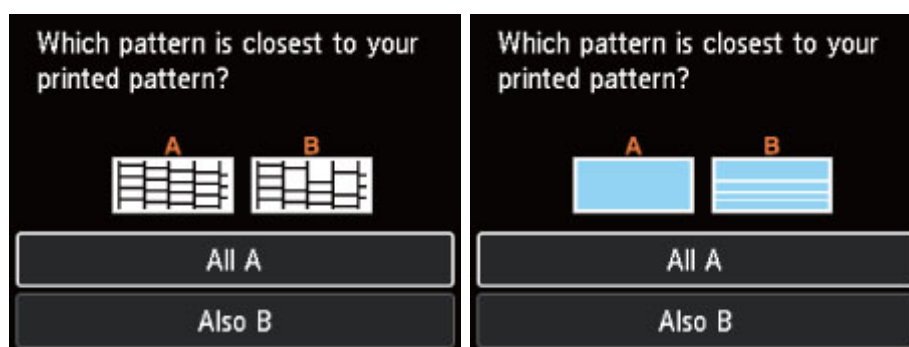 Which pattern is closest to your
printed pattern?
A B
All A
Also B
Which pattern is closest to your
printed pattern?
A B
All A
Also B